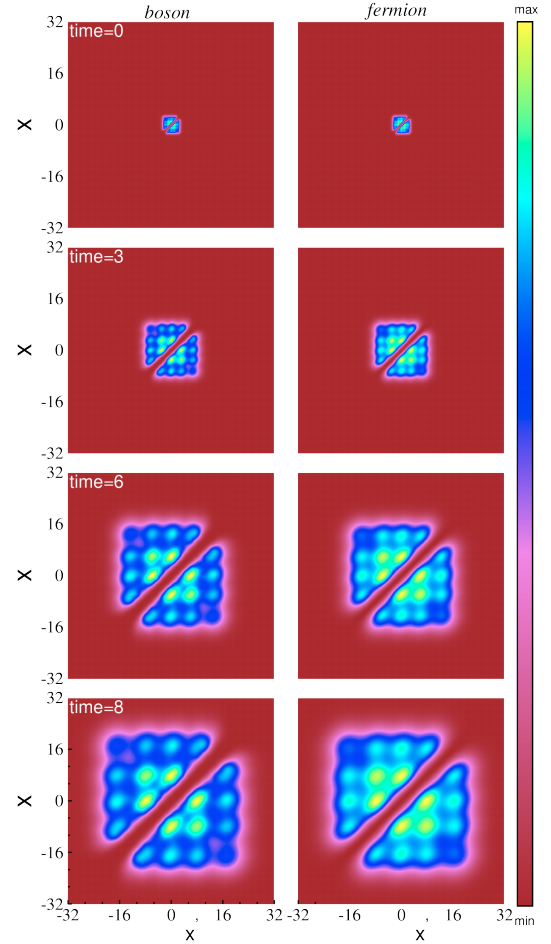 boson fermion max
time=0
32
16
X 0
-16
-32
time=3
32
16
X 0
-16
-32
time=6
32
16
X 0
-16
-32
time=8
32
16
X 0
-16
-32
-32 -16 0 , 16 32 -32 -16 0 , 16 32 min
x x